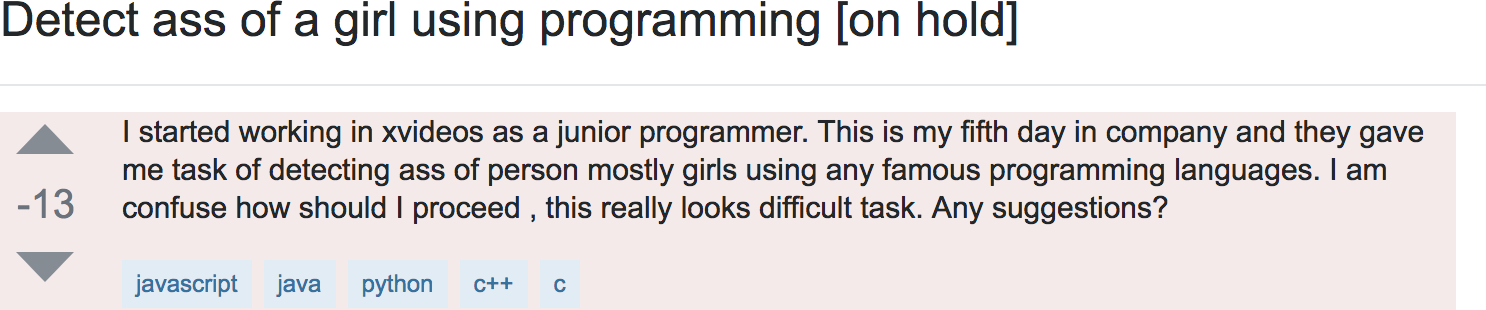 Detect ass of a girl using programming [on hold]
I started working in xvideos as a junior programmer. This is my fifth day in company and they gave
me task of detecting ass of person mostly girls using any famous programming languages. I am
-13
confuse how should I proceed , this really looks difficult task. Any suggestions?
javascript java python c++ c